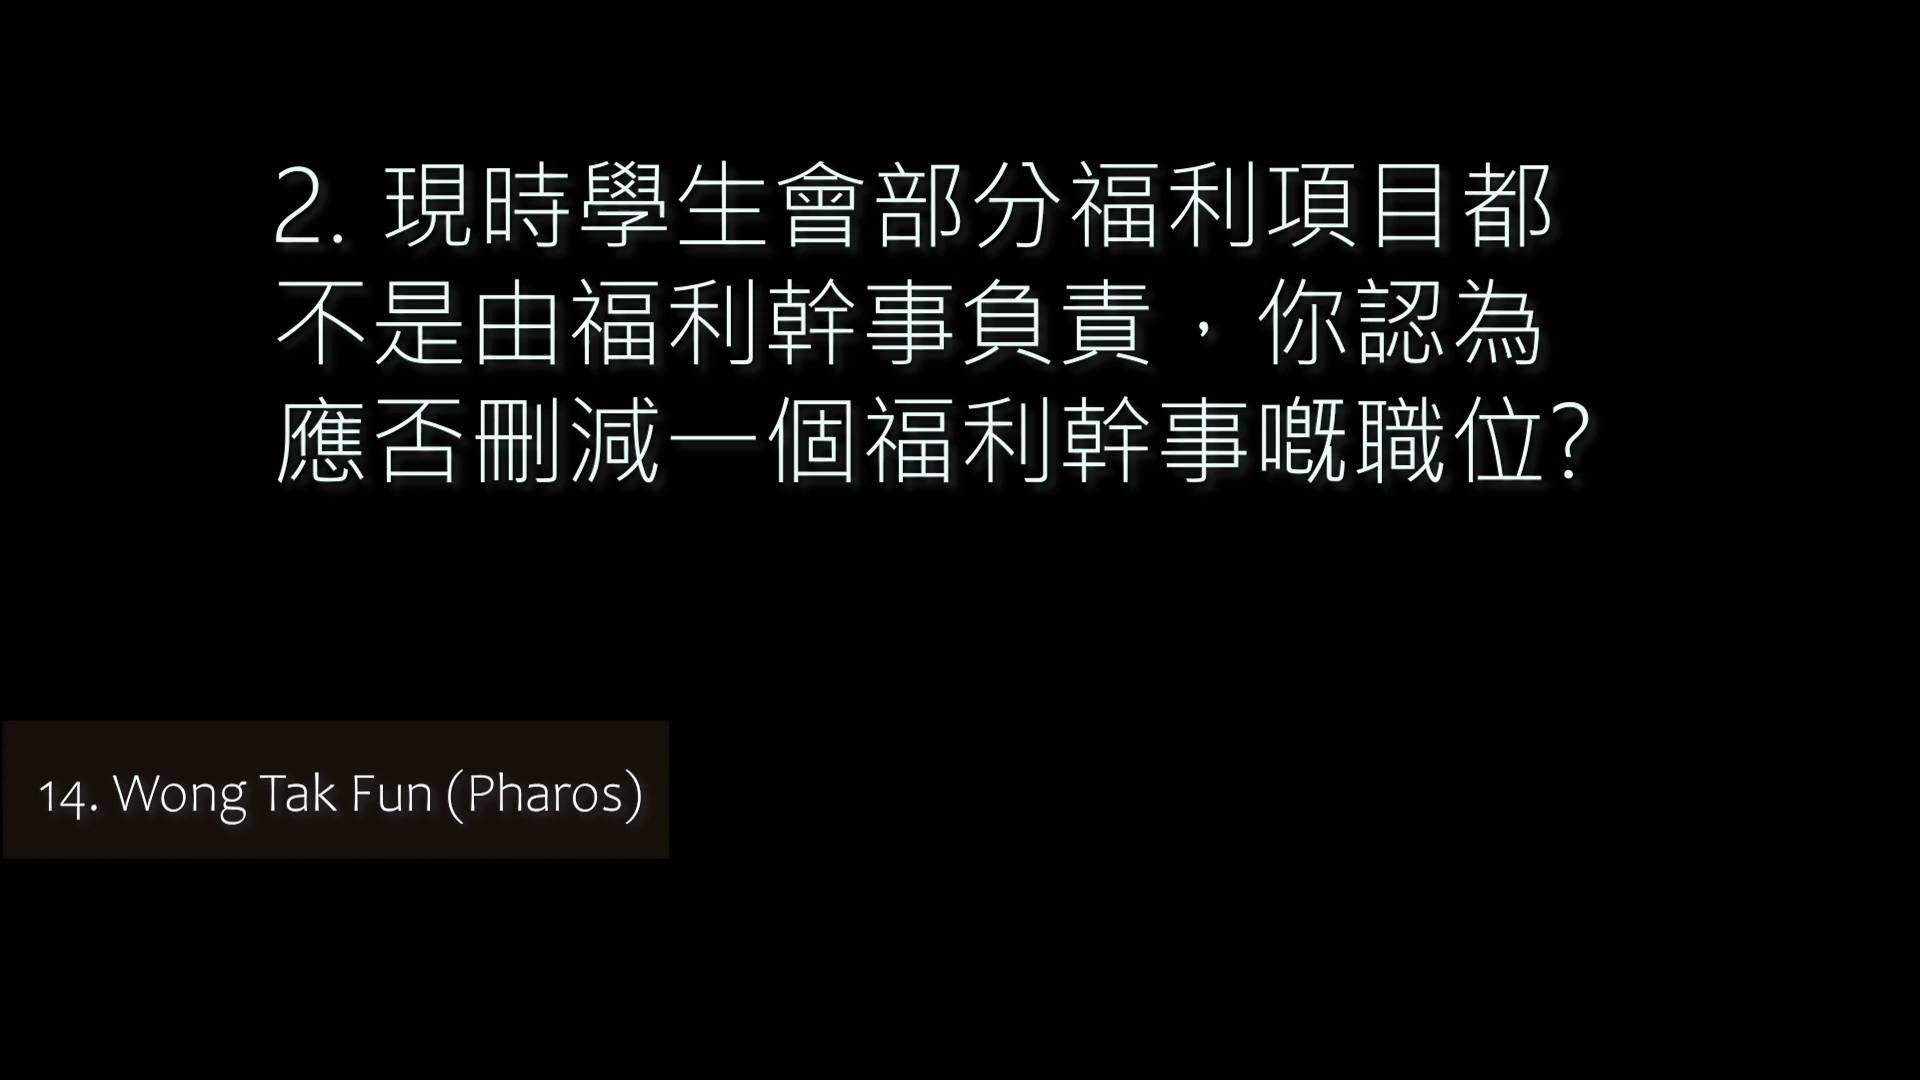 2. 現時學生會部分福利項目都
不是由福利幹事負責，你認為
應否刪減一個福利幹事嘅職位?
14. Wong Tak Fun (Pharos)